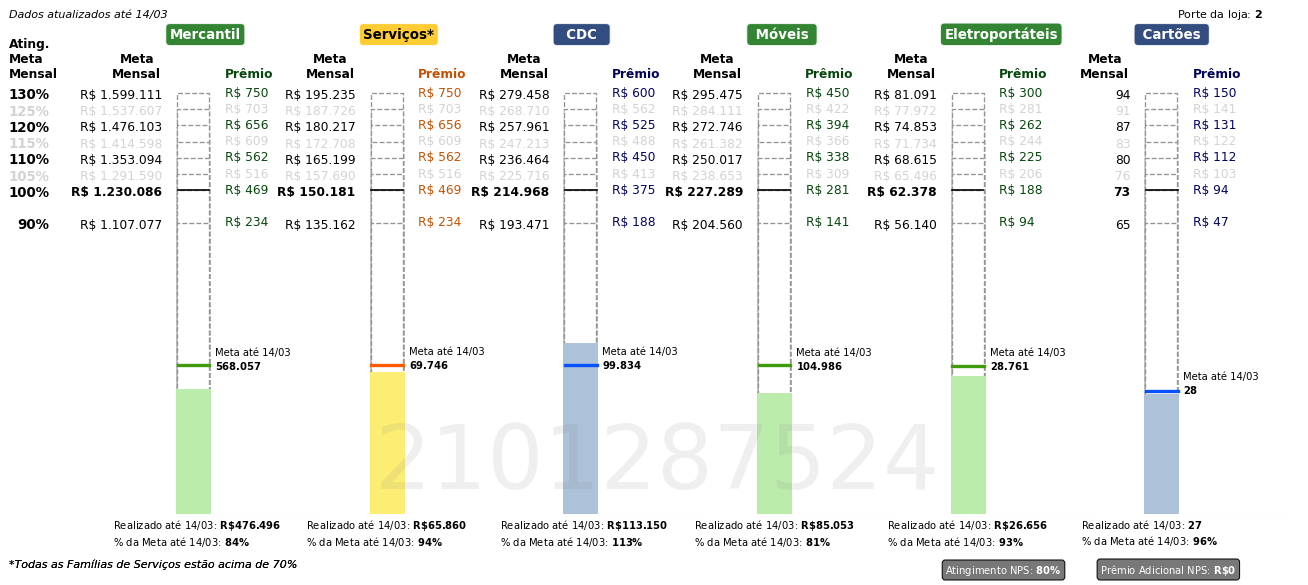 Dados atualizados até 14/03 Porte da loja: 2
Mercantil Serviços* CDC Móveis Eletroportáteis Cartões
Ating. Meta Mensal
Meta Mensal Prêmio Meta Mensal Prêmio Meta Mensal Prêmio Meta Mensal Prêmio Meta Mensal Prêmio Meta Mensal Prêmio
130% R$ 1.599.111 R$ 750 R$ 195.235 R$ 750 R$ 279.458 R$ 600 R$ 295.475 R$ 450 R$ 81.091 R$ 300 94 R$ 150
125% R$ 1.537.607 R$ 703 R$ 187.726 R$ 703 R$ 268.710 R$ 562 R$ 284.111 R$ 422 R$ 77.972 R$ 281 91 R$ 141
120% R$ 1.476.103 R$ 656 R$ 180.217 R$ 656 R$ 257.961 R$ 525 R$ 272.746 R$ 394 R$ 74.853 R$ 262 87 R$ 131
115% R$ 1.414.598 R$ 609 R$ 172.708 R$ 609 R$ 247.213 R$ 488 R$ 261.382 R$ 366 R$ 71.734 R$ 244 83 R$ 122
110% R$ 1.353.094 R$ 562 R$ 165.199 R$ 562 R$ 236.464 R$ 450 R$ 250.017 R$ 338 R$ 68.615 R$ 225 80 R$ 112
105% R$ 1.291.590 R$ 516 R$ 157.690 R$ 516 R$ 225.716 R$ 413 R$ 238.653 R$ 309 R$ 65.496 R$ 206 76 R$ 103
100% R$ 1.230.086 R$ 469 R$ 150.181 R$ 469 R$ 214.968 R$ 375 R$ 227.289 R$ 281 R$ 62.378 R$ 188 73 R$ 94
90% R$ 1.107.077 R$ 234 R$ 135.162 R$ 234 R$ 193.471 R$ 188 R$ 204.560 R$ 141 R$ 56.140 R$ 94 65 R$ 47
Meta até 14/03 Meta até 14/03 Meta até 14/03 Meta até 14/03 Meta até 14/03
568.057 69.746 99.834 104.986 28.761
Meta até 14/03
28
2101287524
Realizado até 14/03: R$476.496 Realizado até 14/03: R$65.860 Realizado até 14/03: R$113.150 Realizado até 14/03: R$85.053 Realizado até 14/03: R$26.656 Realizado até 14/03: 27
% da Meta até 14/03: 84% % da Meta até 14/03: 94% % da Meta até 14/03: 113% % da Meta até 14/03: 81% % da Meta até 14/03: 93% % da Meta até 14/03: 96%
*Todas as Famílias de Serviços estão acima de 70% Atingimento NPS: 80% Prêmio Adicional NPS: R$0